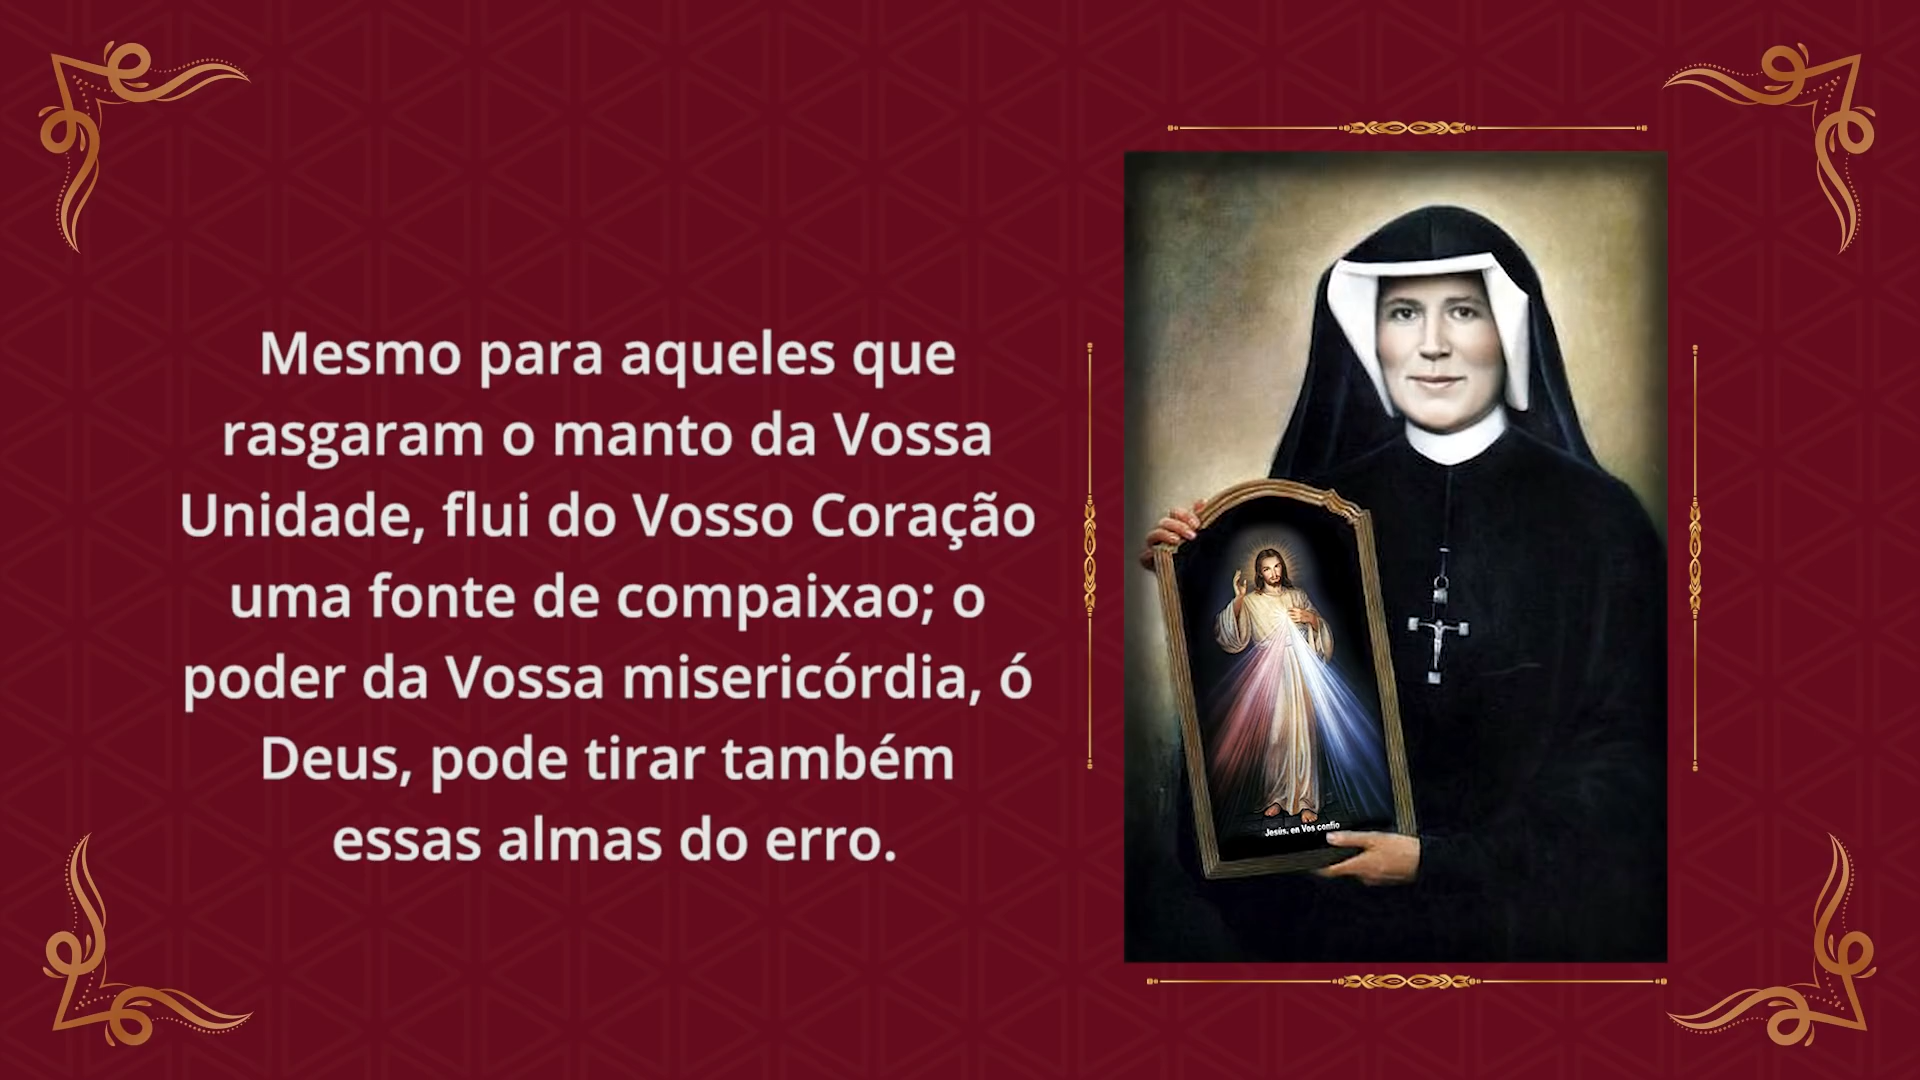 Mesmo para aqueles que
rasgaram o manto da Vossa
Unidade, flui do Vosso Coração
uma fonte de compaixao; o
poder da Vossa misericórdia, ó
Deus, pode tirar também
essas almas do erro.
Jesús, en Vos confío